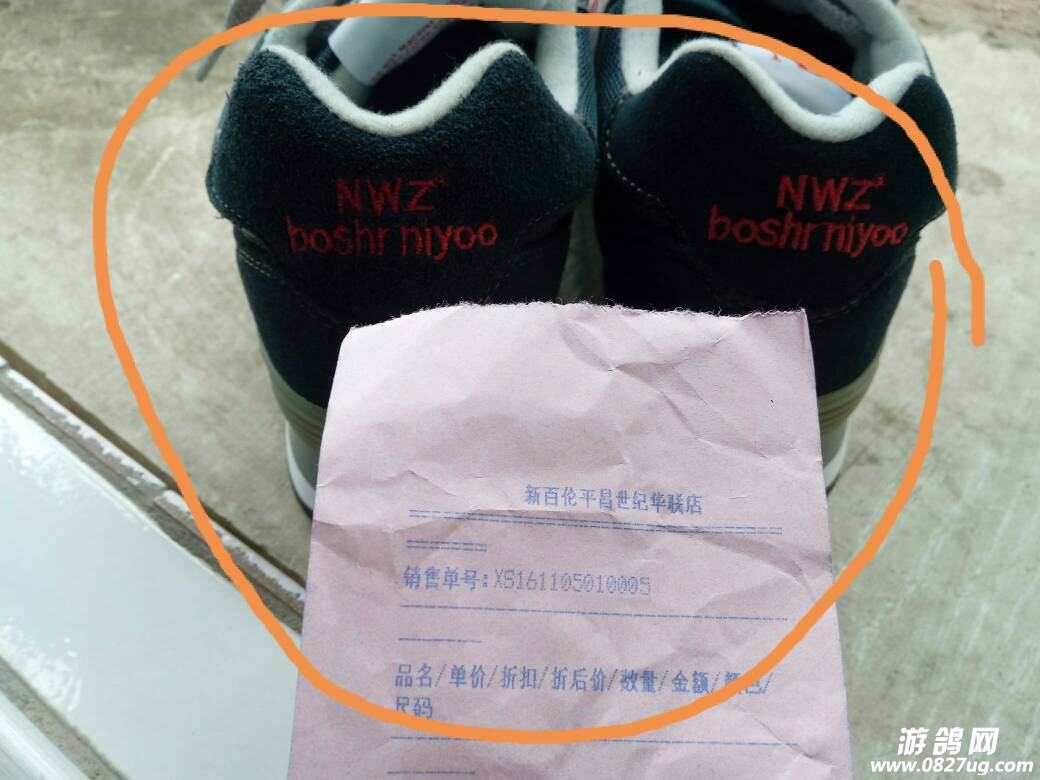 NWZ
boshr niyoo
NWZ
boshr niyoo
新百伦平昌世纪华联店
销售单号:XS161105010005
品名/单价/折扣/折后价/数量/金额/颜色/
尺码
游鸽网
www.0827ug.com